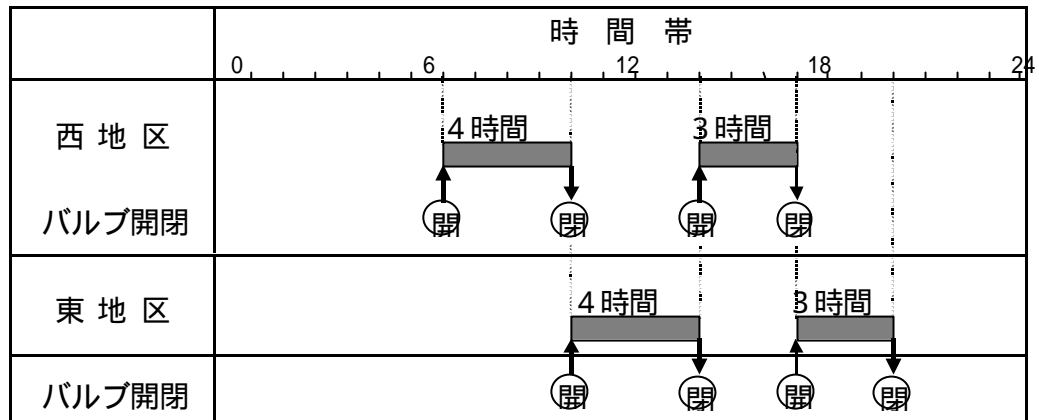 時 間 帯
0 6 12 18 24
西 地 区
4時間 3時間
バルブ開閉
開 閉 開 閉
東 地 区
4時間 3時間
バルブ開閉
開 閉 開 閉